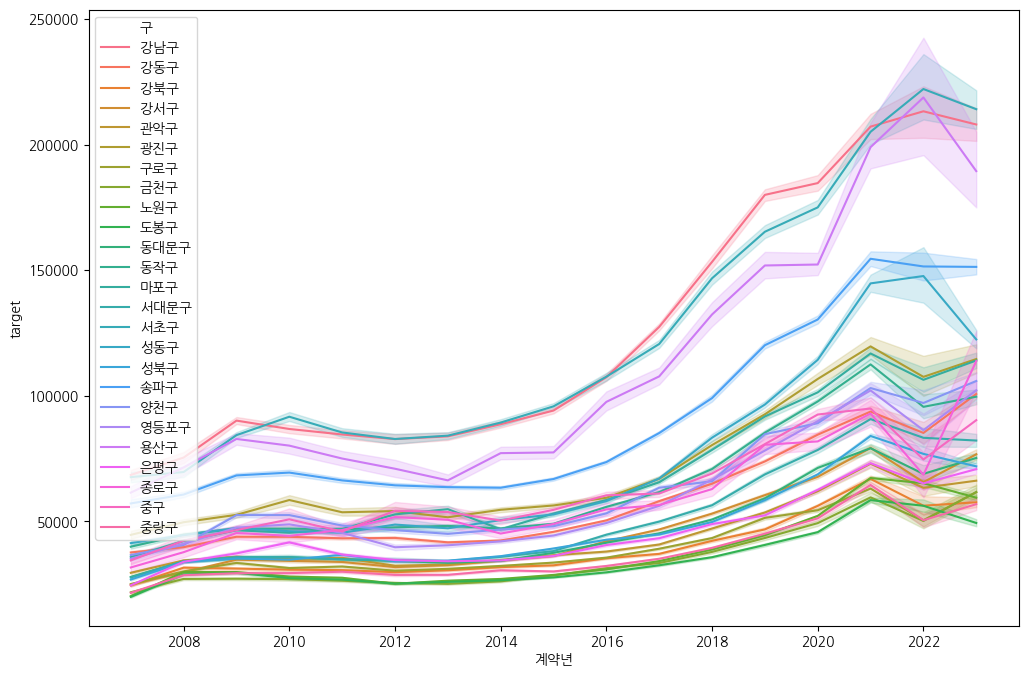 250000
200000
150000
100000
50000
target
구
강남구
강동구
강북구
강서구
관악구
광진구
구로구
금천구
노원구
도봉구
동대문구
동작구
마포구
서대문구
서초구
성동구
성북구
송파구
양천구
영등포구
용산구
은평구
종로구
중구
중랑구
2008 2010 2012 2014 2016 2018 2020 2022
계약년